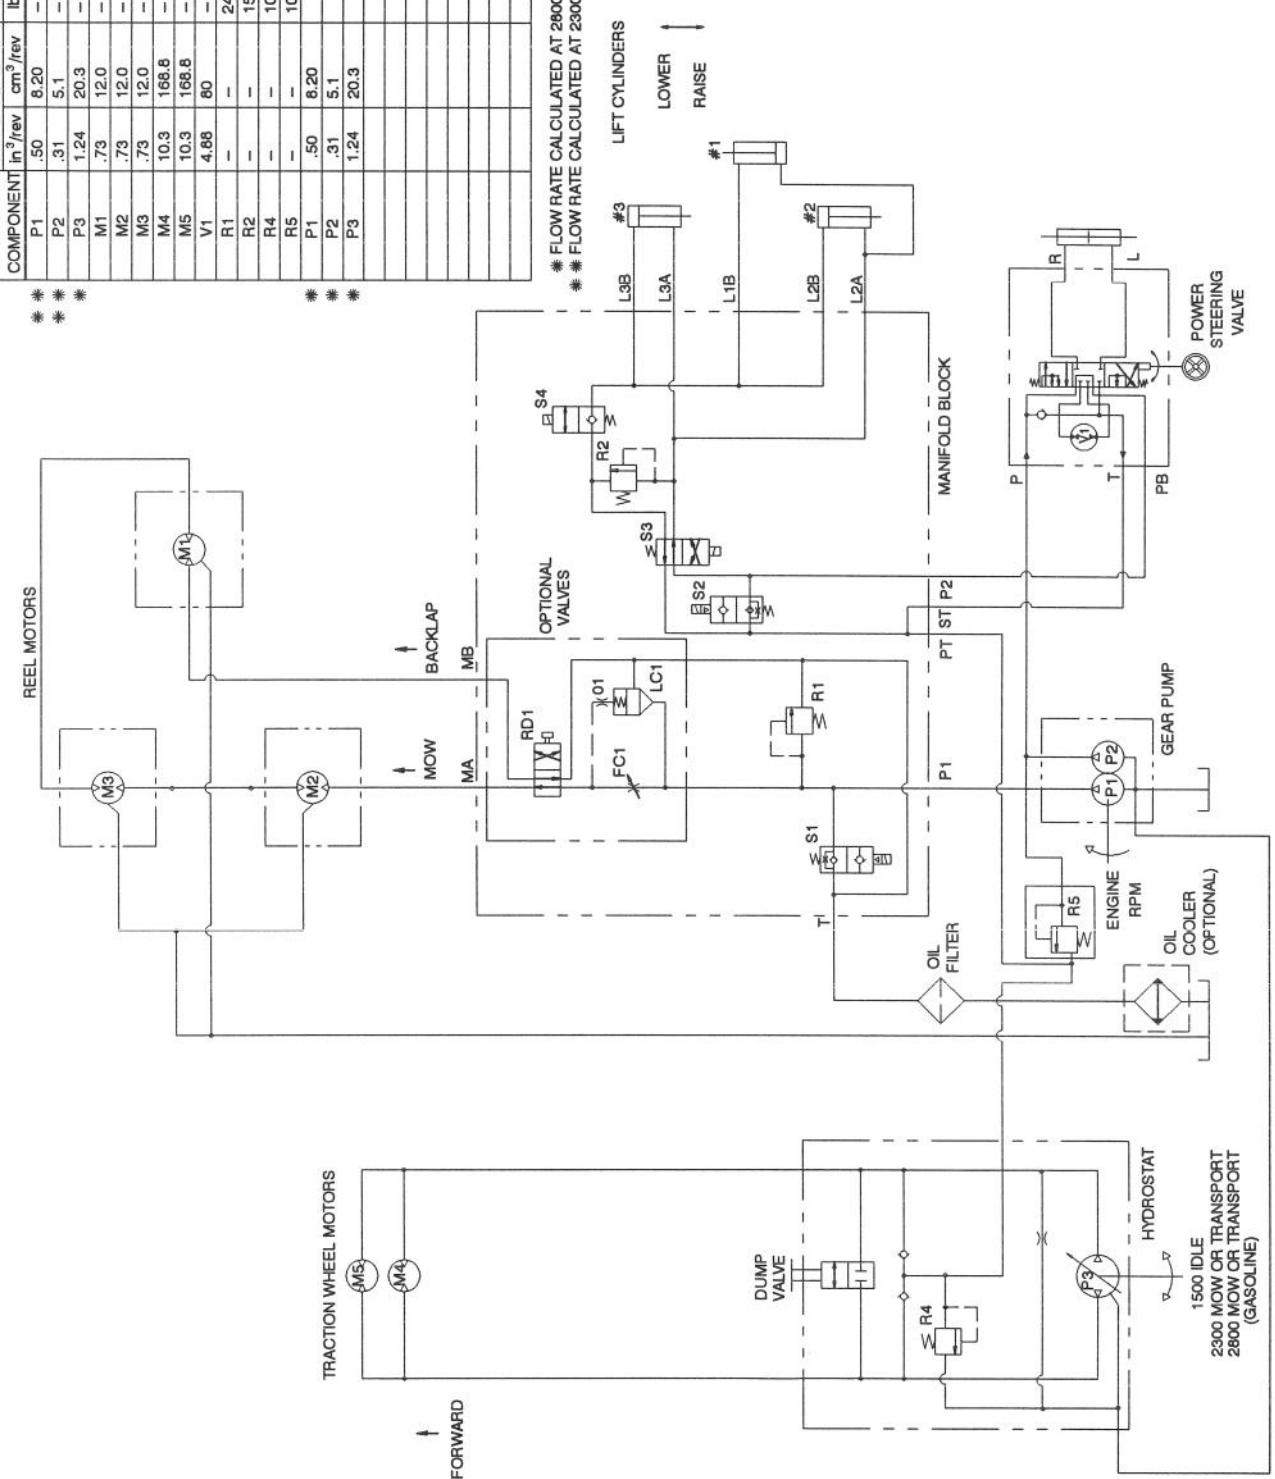 COMPONENT in³/rev cm³/rev
✱✱ P1 .50 8.20 –
✱✱ P2 .31 5.1 –
✱ P3 1.24 20.3 –
M1 .73 12.0 –
M2 .73 12.0 –
M3 .73 12.0 –
M4 10.3 168.8 –
M5 10.3 168.8 –
V1 4.88 80 –
R1 – –
R2 – –
R4 – –
R5 – –
✱ P1 .50 8.20
✱✱ P2 .31 5.1
✱✱ P3 1.24 20.3
✱ FLOW RATE CALCULATED AT 2800
✱✱ FLOW RATE CALCULATED AT 2300
LIFT CYLINDERS
LOWER
RAISE
#3
#1
#2
L3B
L3A
L1B
L2B
L2A
S4
R2
S3
S2
MANIFOLD BLOCK
REEL MOTORS
M1
M3
M2
BACKLAP
MOW
MB
MA
OPTIONAL
VALVES
RD1
01
LC1
FC1
R1
S1
P2
ST
PT
P1
T
R
L
P
T
PB
V1
POWER
STEERING
VALVE
GEAR PUMP
P2
P1
ENGINE
RPM
R5
OIL
FILTER
OIL
COOLER
(OPTIONAL)
TRACTION WHEEL MOTORS
M5
M4
FORWARD
DUMP
VALVE
R4
P3
HYDROSTAT
1500 IDLE
2300 MOW OR TRANSPORT
2800 MOW OR TRANSPORT
(GASOLINE)